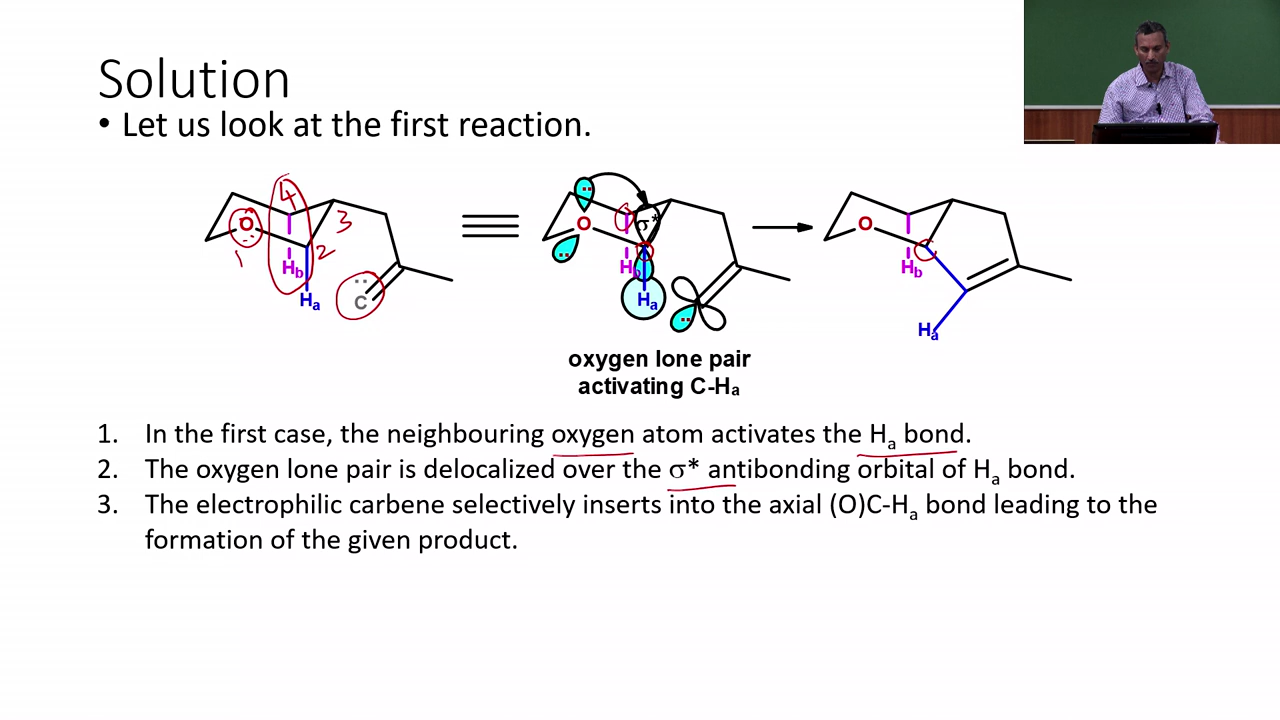 Solution
• Let us look at the first reaction.
4
O
3
1
2
Hb
Ha
C
O
σ*
Hb
Ha
O
Hb
Ha
oxygen lone pair
activating C-Ha
1. In the first case, the neighbouring oxygen atom activates the Ha bond.
2. The oxygen lone pair is delocalized over the σ* antibonding orbital of Ha bond.
3. The electrophilic carbene selectively inserts into the axial (O)C-Ha bond leading to the
formation of the given product.